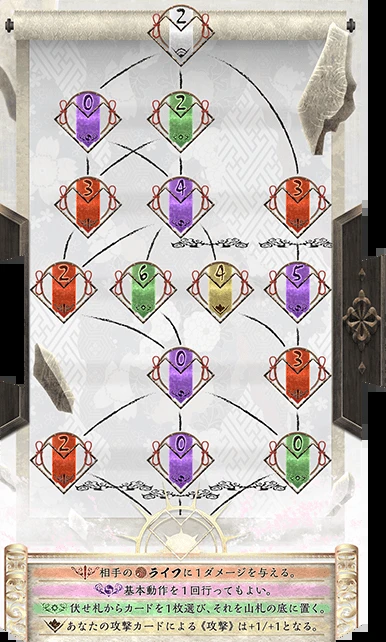 2
0 2
3 4 3
2 6 4 5
0 3
2 0 0
相手のライフに1ダメージを与える。
基本動作を1回行ってもよい。
伏せ札からカードを1枚選び、それを山札の底に置く。
あなたの攻撃カードによる《攻撃》は+1/+1となる。